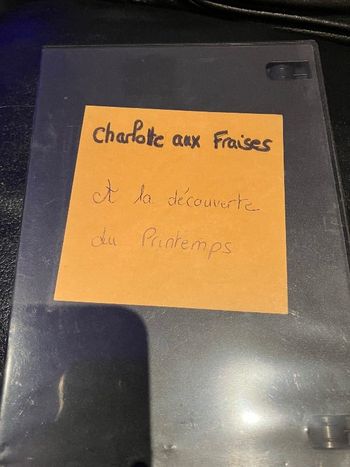 Charlotte aux Fraises
A la découverte
du Printemps